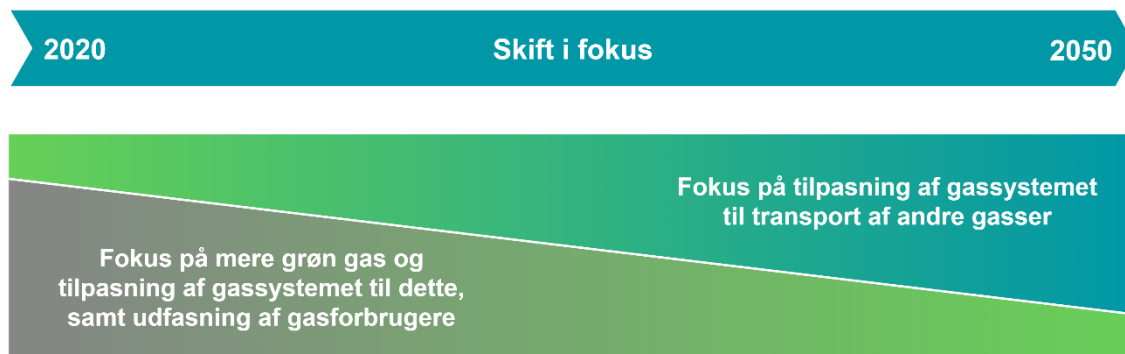 2020 Skift i fokus 2050
Fokus på tilpasning af gassystemet
til transport af andre gasser
Fokus på mere grøn gas og
tilpasning af gassystemet til dette,
samt udfasning af gasforbrugere